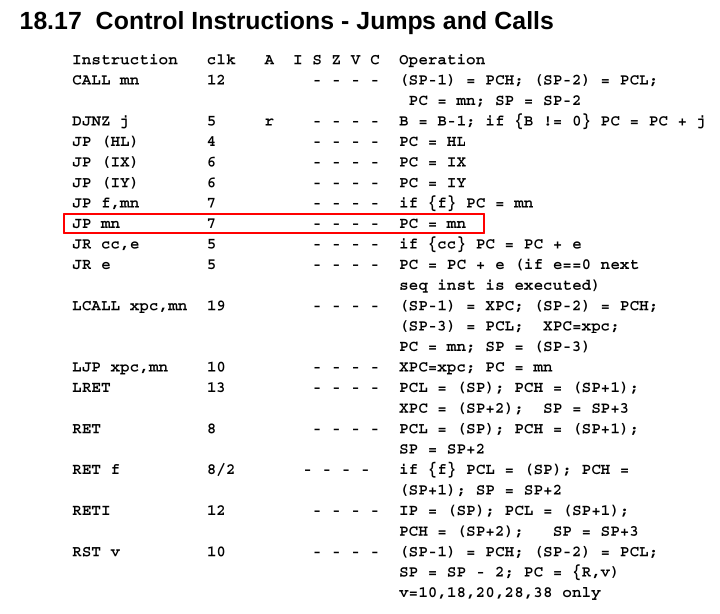 18.17 Control Instructions - Jumps and Calls
Instruction clk A I S Z V C Operation
CALL mn 12 - - - - (SP-1) = PCH; (SP-2) = PCL;
PC = mn; SP = SP-2
DJNZ j 5 r - - - - B = B-1; if {B != 0} PC = PC + j
JP (HL) 4 - - - - PC = HL
JP (IX) 6 - - - - PC = IX
JP (IY) 6 - - - - PC = IY
JP f,mn 7 - - - - if {f} PC = mn
JP mn 7 - - - - PC = mn
JR cc,e 5 - - - - if {cc} PC = PC + e
JR e 5 - - - - PC = PC + e (if e==0 next
seq inst is executed)
LCALL xpc,mn 19 - - - - (SP-1) = XPC; (SP-2) = PCH;
(SP-3) = PCL; XPC=xpc;
PC = mn; SP = (SP-3)
LJP xpc,mn 10 - - - - XPC=xpc; PC = mn
LRET 13 - - - - PCL = (SP); PCH = (SP+1);
XPC = (SP+2); SP = SP+3
RET 8 - - - - PCL = (SP); PCH = (SP+1);
SP = SP+2
RET f 8/2 - - - - if {f} PCL = (SP); PCH =
(SP+1); SP = SP+2
RETI 12 - - - - IP = (SP); PCL = (SP+1);
PCH = (SP+2); SP = SP+3
RST v 10 - - - - (SP-1) = PCH; (SP-2) = PCL;
SP = SP - 2; PC = {R,v)
v=10,18,20,28,38 only